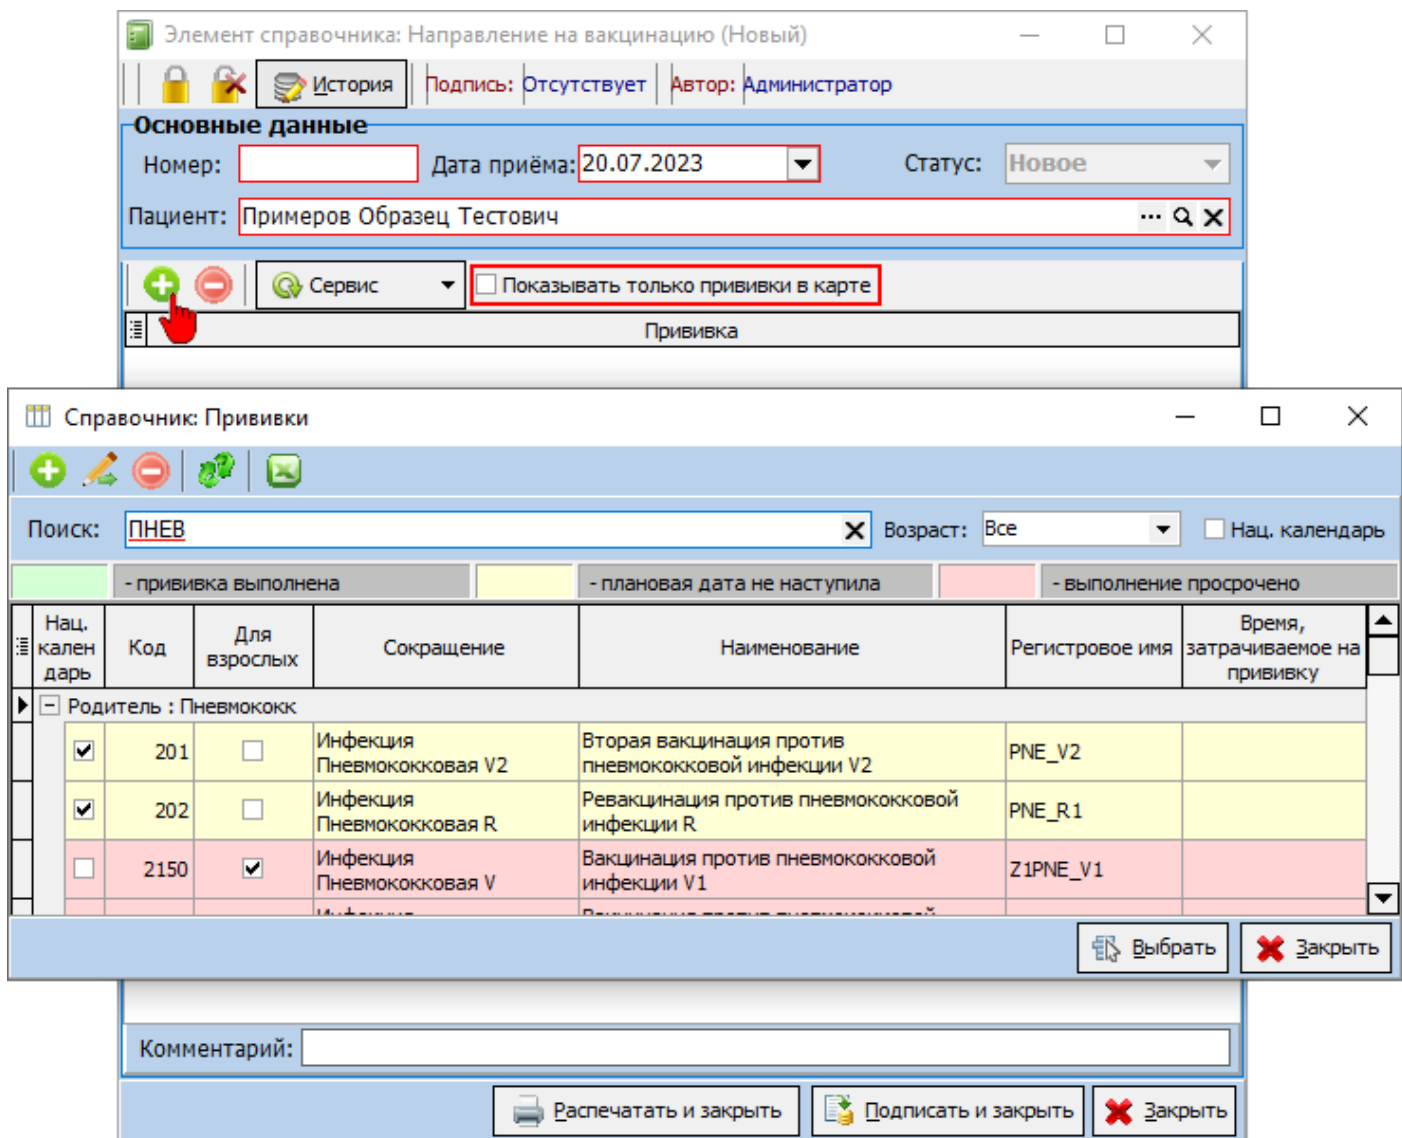 Элемент справочника: Направление на вакцинацию (Новый)
История Подпись: Отсутствует Автор: Администратор
Основные данные
Номер: Дата приёма: 20.07.2023 Статус: Новое
Пациент: Примеров Образец Тестович
Сервис Показывать только прививки в карте
Прививка
Справочник: Прививки
Поиск: ПНЕВ Возраст: Все Нац. календарь
- прививка выполнена - плановая дата не наступила - выполнение просрочено
Нац. кален дарь Код Для взрослых Сокращение Наименование Регистровое имя Время, затрачиваемое на прививку
Родитель : Пневмококк
201 Инфекция Пневмококковая V2 Вторая вакцинация против пневмококковой инфекции V2 PNE_V2
202 Инфекция Пневмококковая R Ревакцинация против пневмококковой инфекции R PNE_R1
2150 Инфекция Пневмококковая V Вакцинация против пневмококковой инфекции V1 Z1PNE_V1
Выбрать Закрыть
Комментарий:
Распечатать и закрыть Подписать и закрыть Закрыть